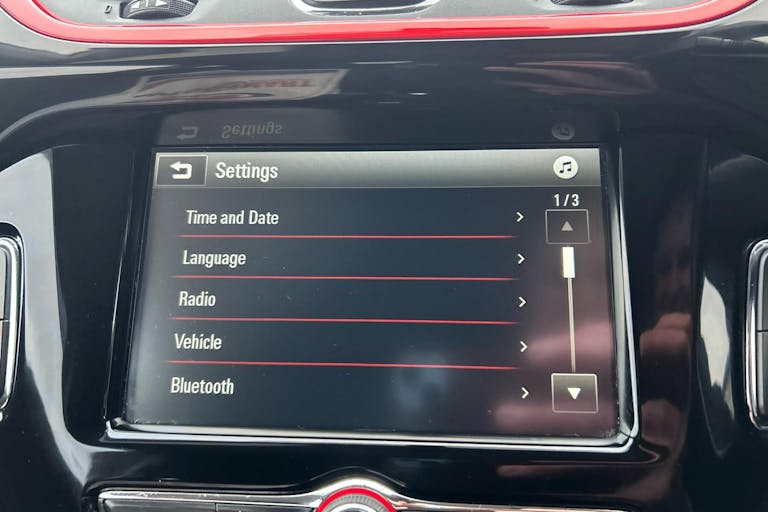 Settings
1/3
Time and Date
Language
Radio
Vehicle
Bluetooth